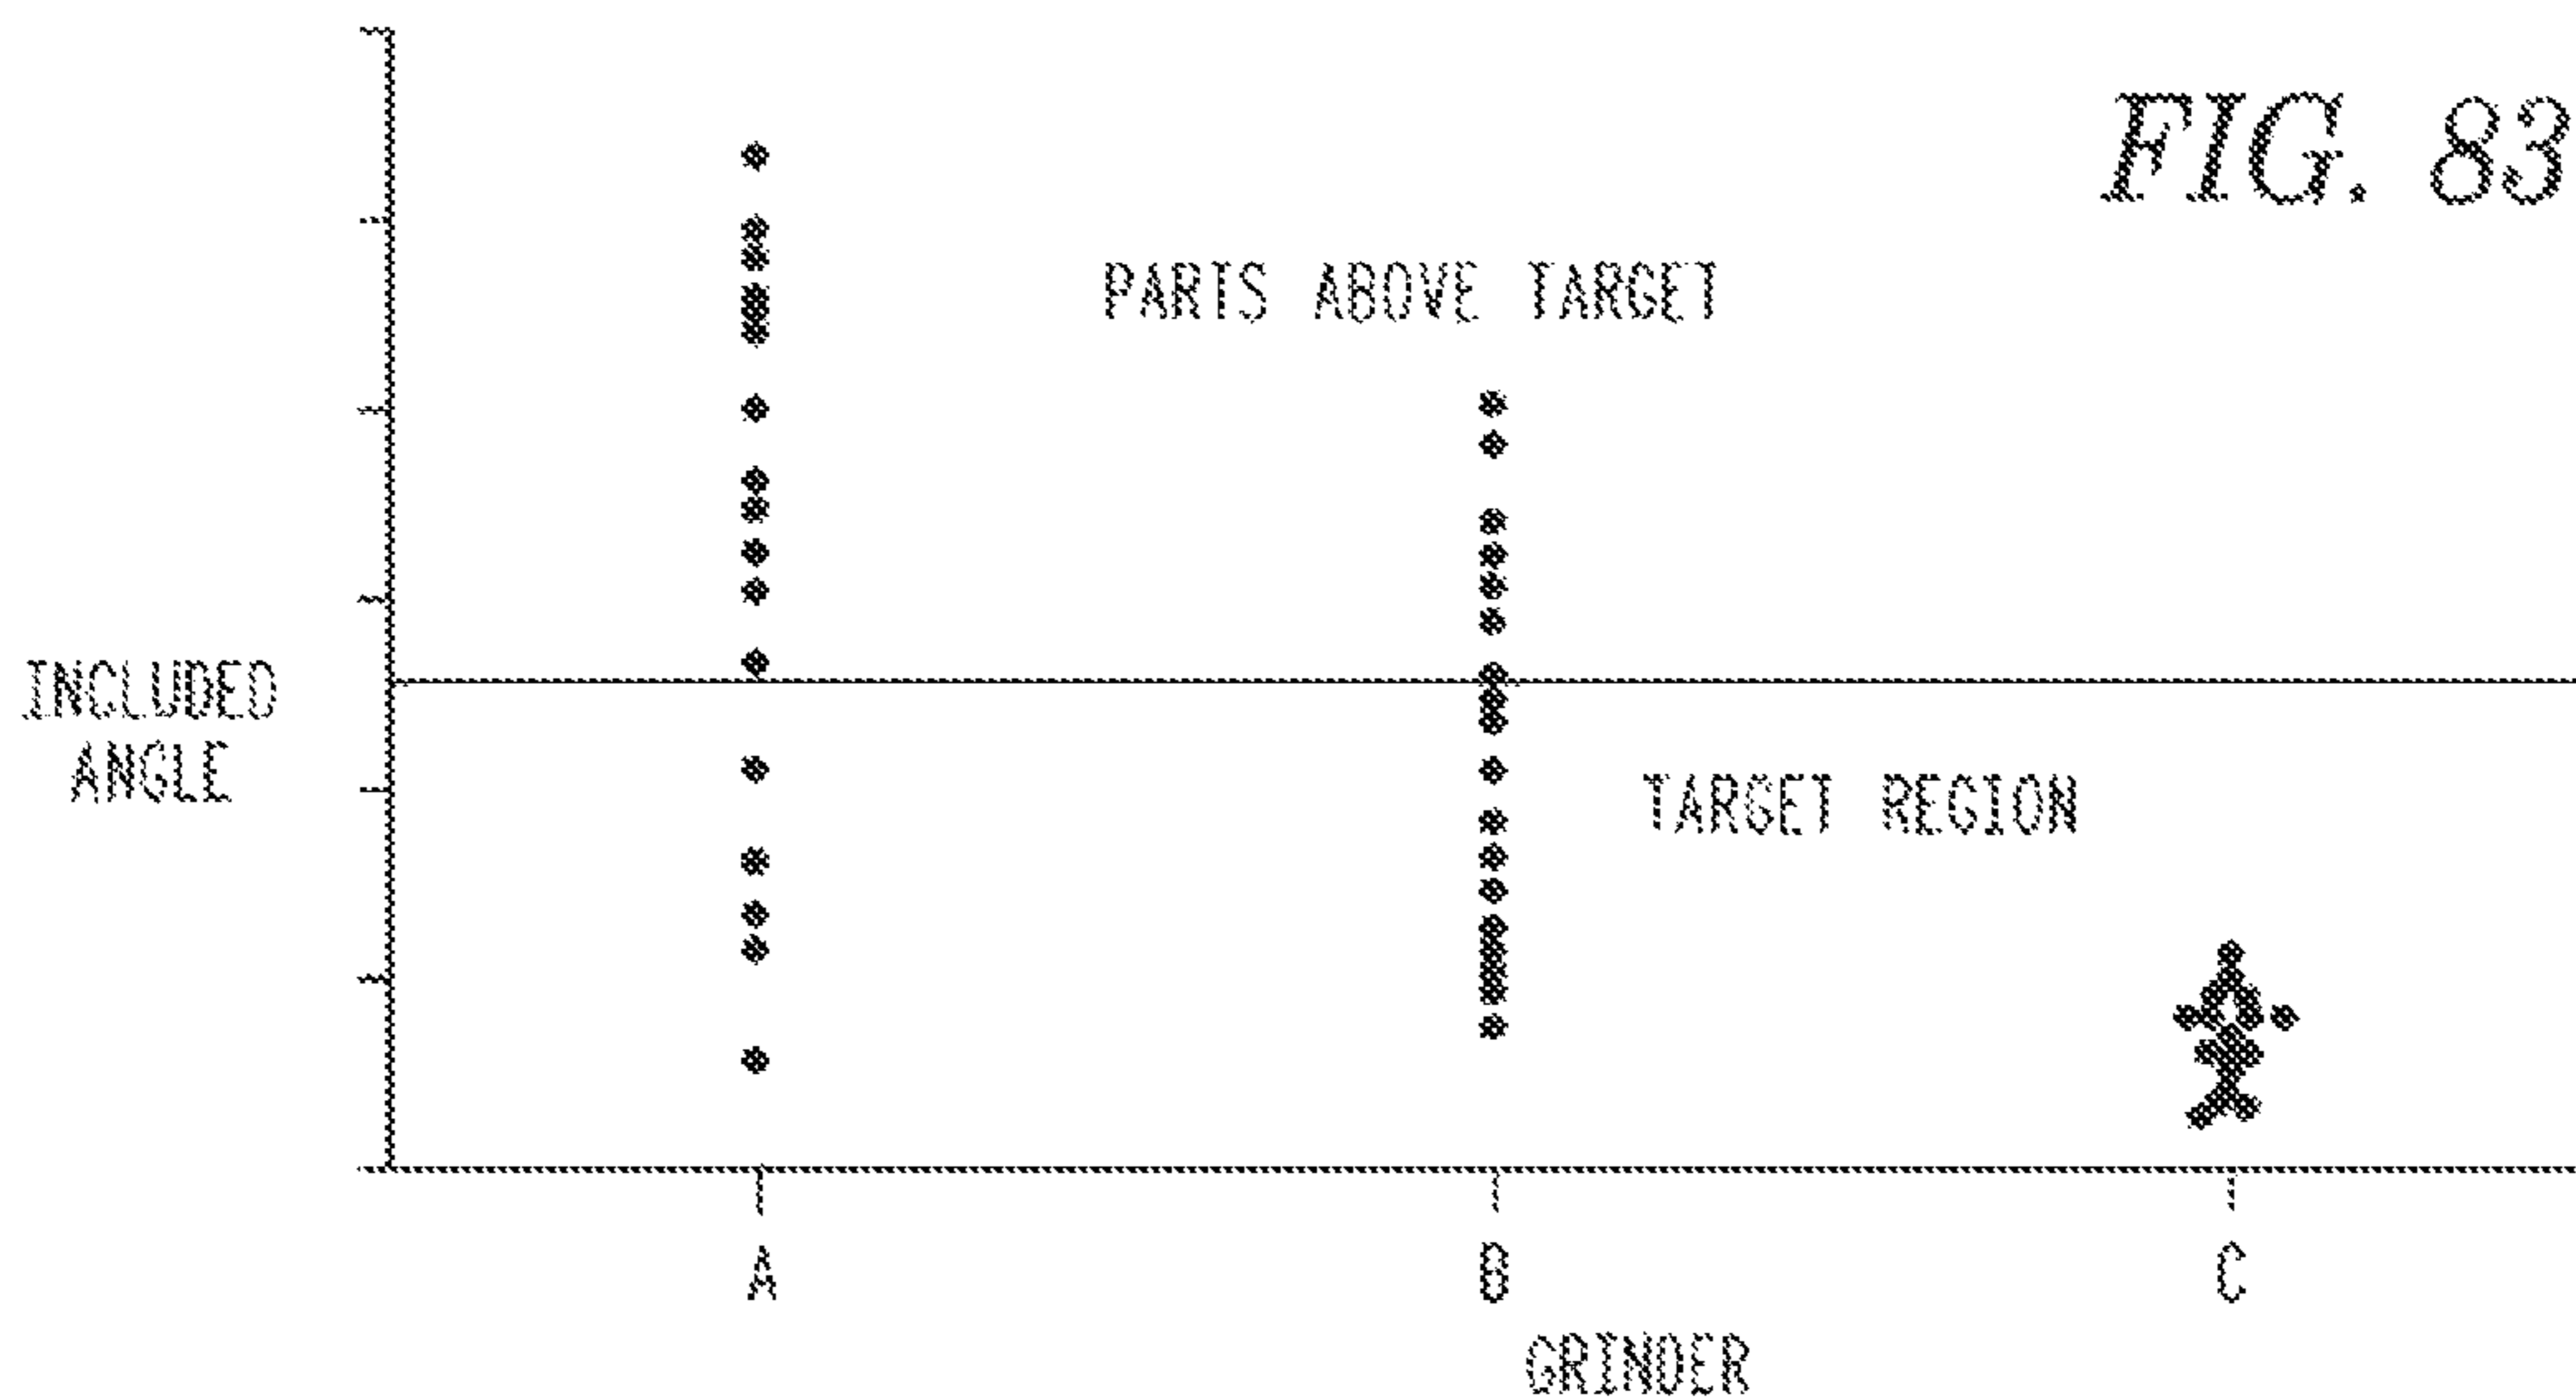 FIG. 83
PARTS ABOVE TARGET
INCLUDED
ANGLE
TARGET REGION
A
B
C
GRINDER